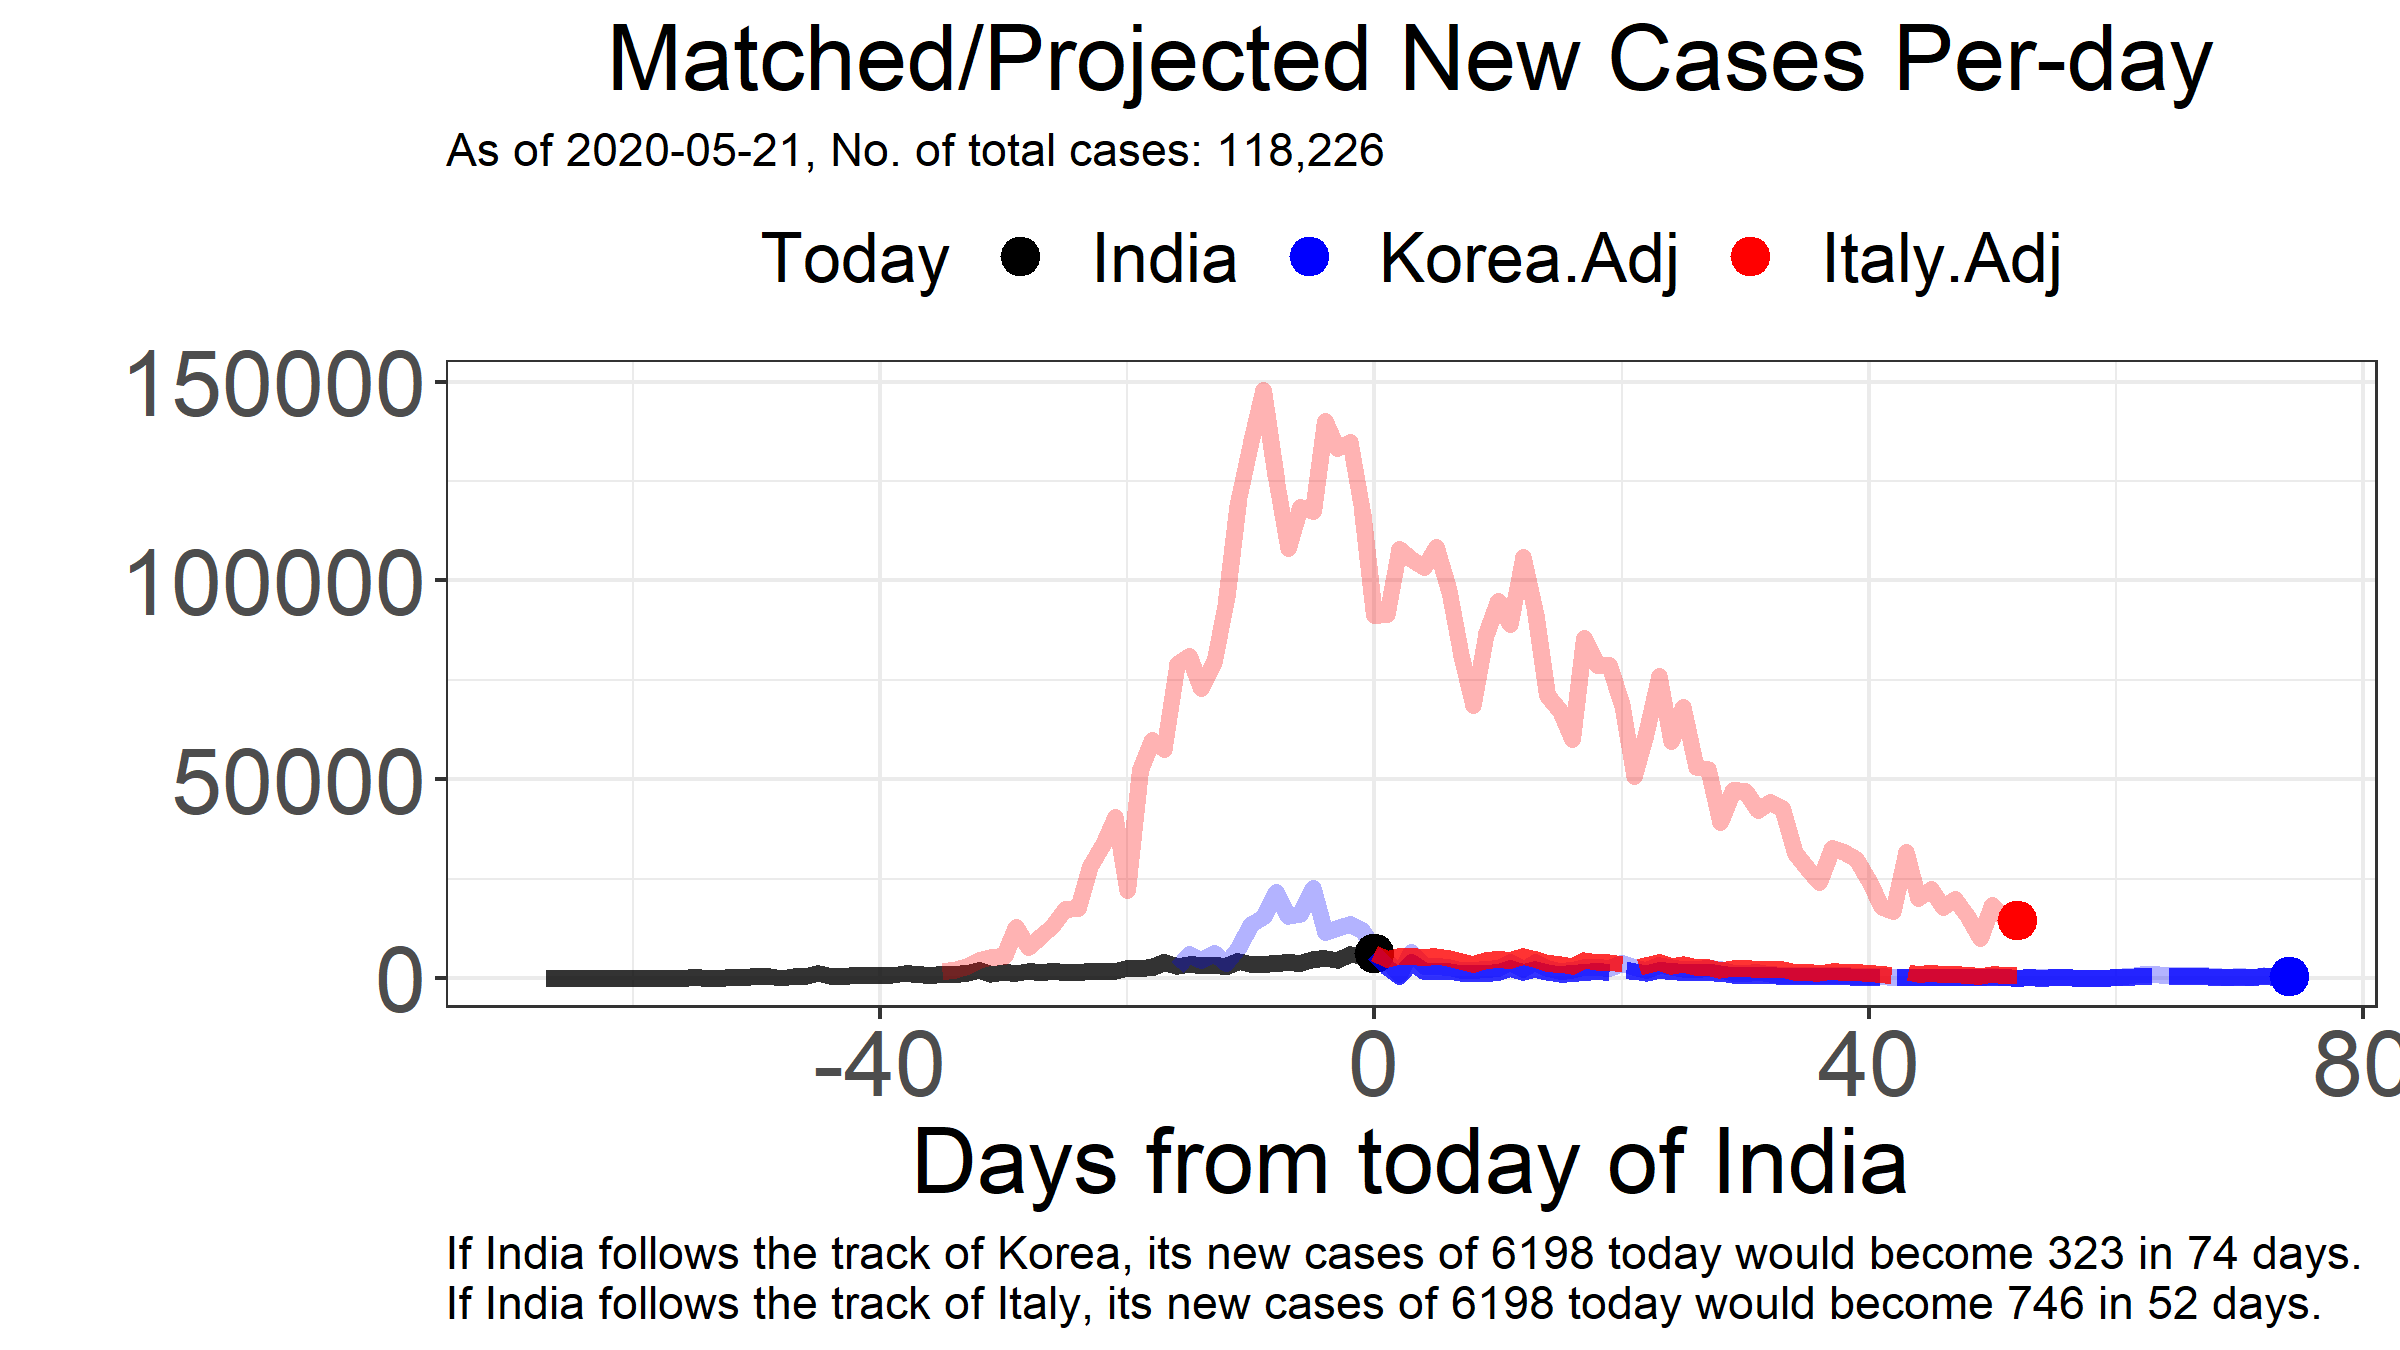 Matched/Projected New Cases Per-day
As of 2020-05-21, No. of total cases: 118,226
Today India Korea.Adj Italy.Adj
150000
100000
50000
0
-40 0 40 80
Days from today of India
If India follows the track of Korea, its new cases of 6198 today would become 323 in 74 days.
If India follows the track of Italy, its new cases of 6198 today would become 746 in 52 days.